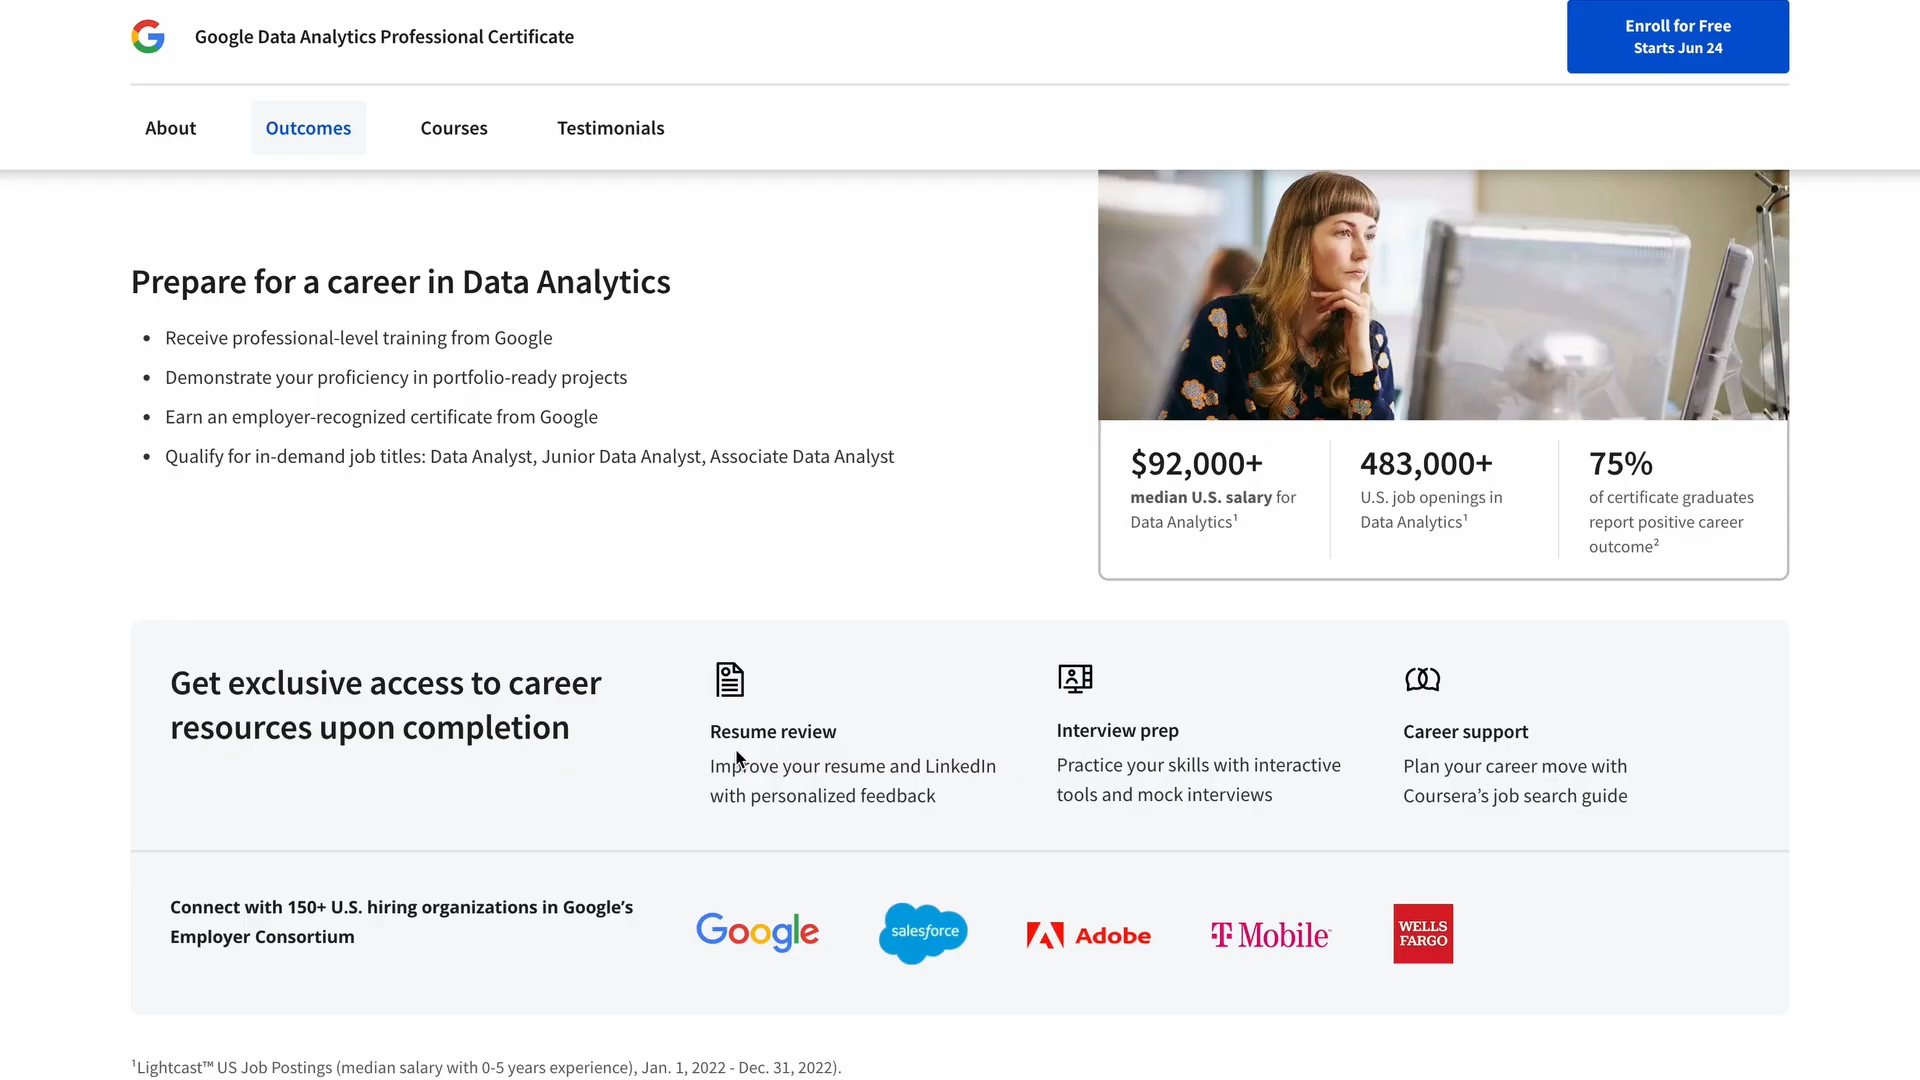 Google Data Analytics Professional Certificate
Enroll for Free
Starts Jun 24
About
Outcomes
Courses
Testimonials
Prepare for a career in Data Analytics
• Receive professional-level training from Google
• Demonstrate your proficiency in portfolio-ready projects
• Earn an employer-recognized certificate from Google
• Qualify for in-demand job titles: Data Analyst, Junior Data Analyst, Associate Data Analyst
$92,000+
median U.S. salary for
Data Analytics¹
483,000+
U.S. job openings in
Data Analytics¹
75%
of certificate graduates
report positive career
outcome²
Get exclusive access to career
resources upon completion
Resume review
Improve your resume and LinkedIn
with personalized feedback
Interview prep
Practice your skills with interactive
tools and mock interviews
Career support
Plan your career move with
Coursera’s job search guide
Connect with 150+ U.S. hiring organizations in Google’s
Employer Consortium
Google
salesforce
Adobe
T Mobile
WELLS
FARGO
¹Lightcast™ US Job Postings (median salary with 0-5 years experience), Jan. 1, 2022 - Dec. 31, 2022).